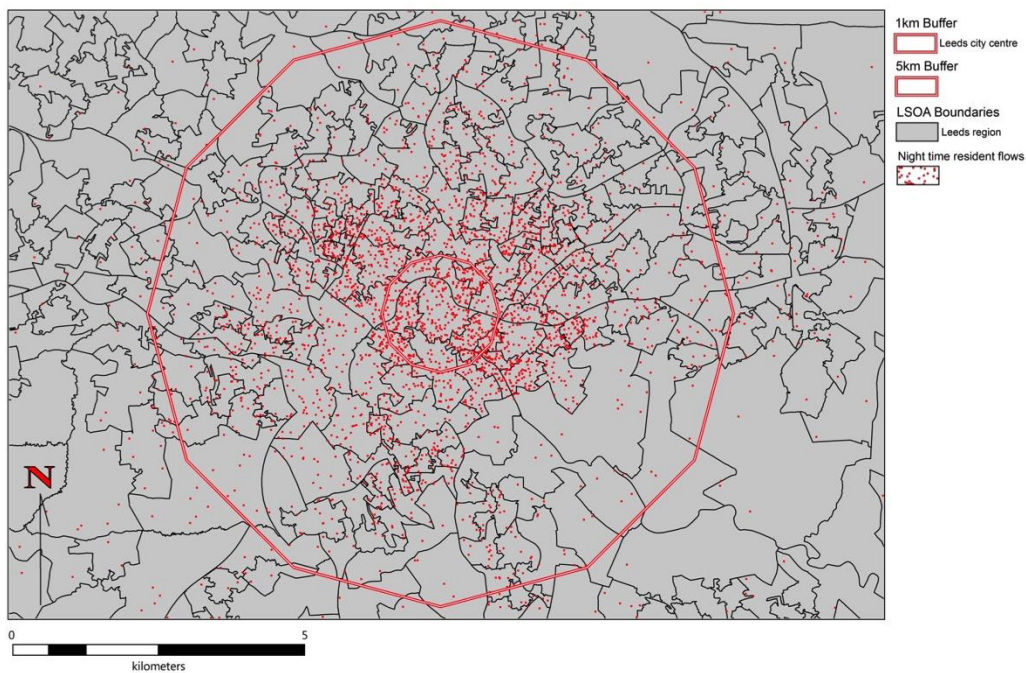 1km Buffer
Leeds city centre
5km Buffer
LSOA Boundaries
Leeds region
Night time resident flows
N
0 5
kilometers